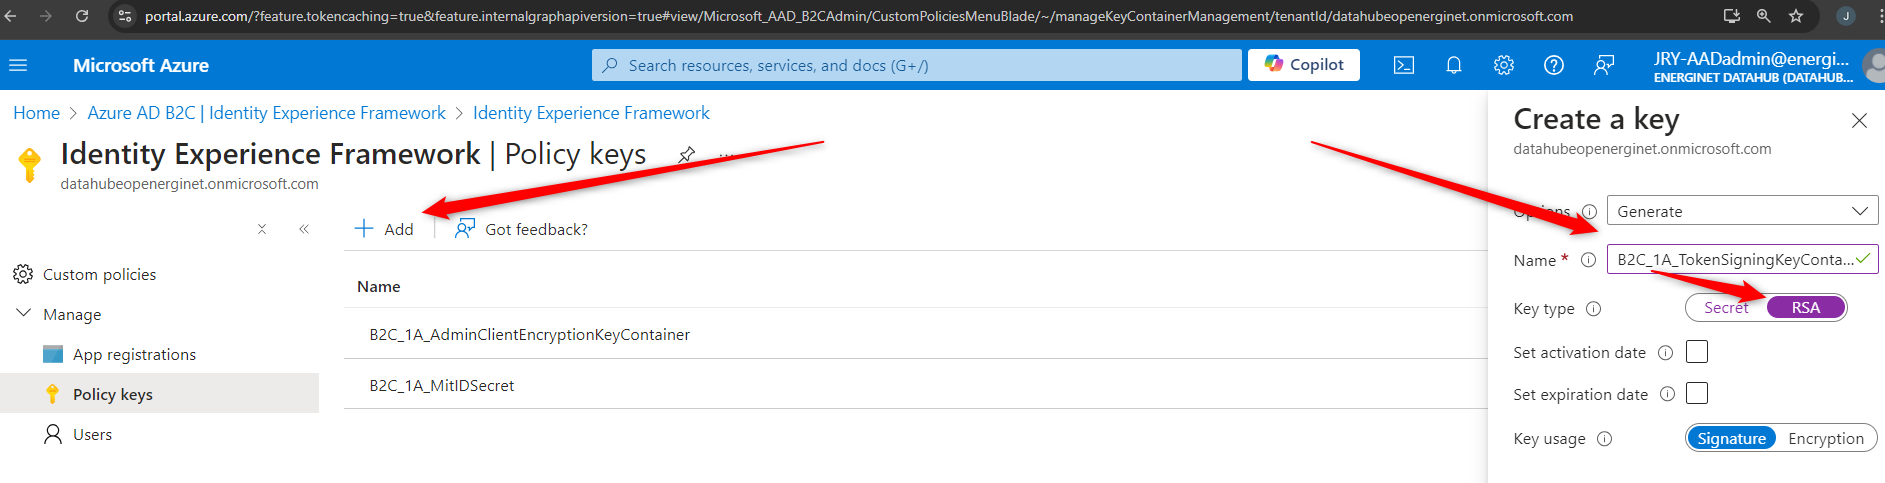 portal.azure.com/?feature.tokencaching=true&feature.internalgraphapiversion=true#view/Microsoft_AAD_B2CAdmin/CustomPoliciesMenuBlade/~/manageKeyContainerManagement/tenantId/datahubeopenerginet.onmicrosoft.com
J
Microsoft Azure
Search resources, services, and docs (G+/)
Copilot
JRY-AADadmin@energi...
ENERGINET DATAHUB (DATAHUB...
Home > Azure AD B2C | Identity Experience Framework > Identity Experience Framework
Identity Experience Framework | Policy keys
datahubeopenerginet.onmicrosoft.com
Add
Got feedback?
Custom policies
Manage
App registrations
Policy keys
Users
Name
B2C_1A_AdminClientEncryptionKeyContainer
B2C_1A_MitIDSecret
Create a key
datahubeopenerginet.onmicrosoft.com
Options
Generate
Name *
B2C_1A_TokenSigningKeyConta...
Key type
Secret
RSA
Set activation date
Set expiration date
Key usage
Signature
Encryption